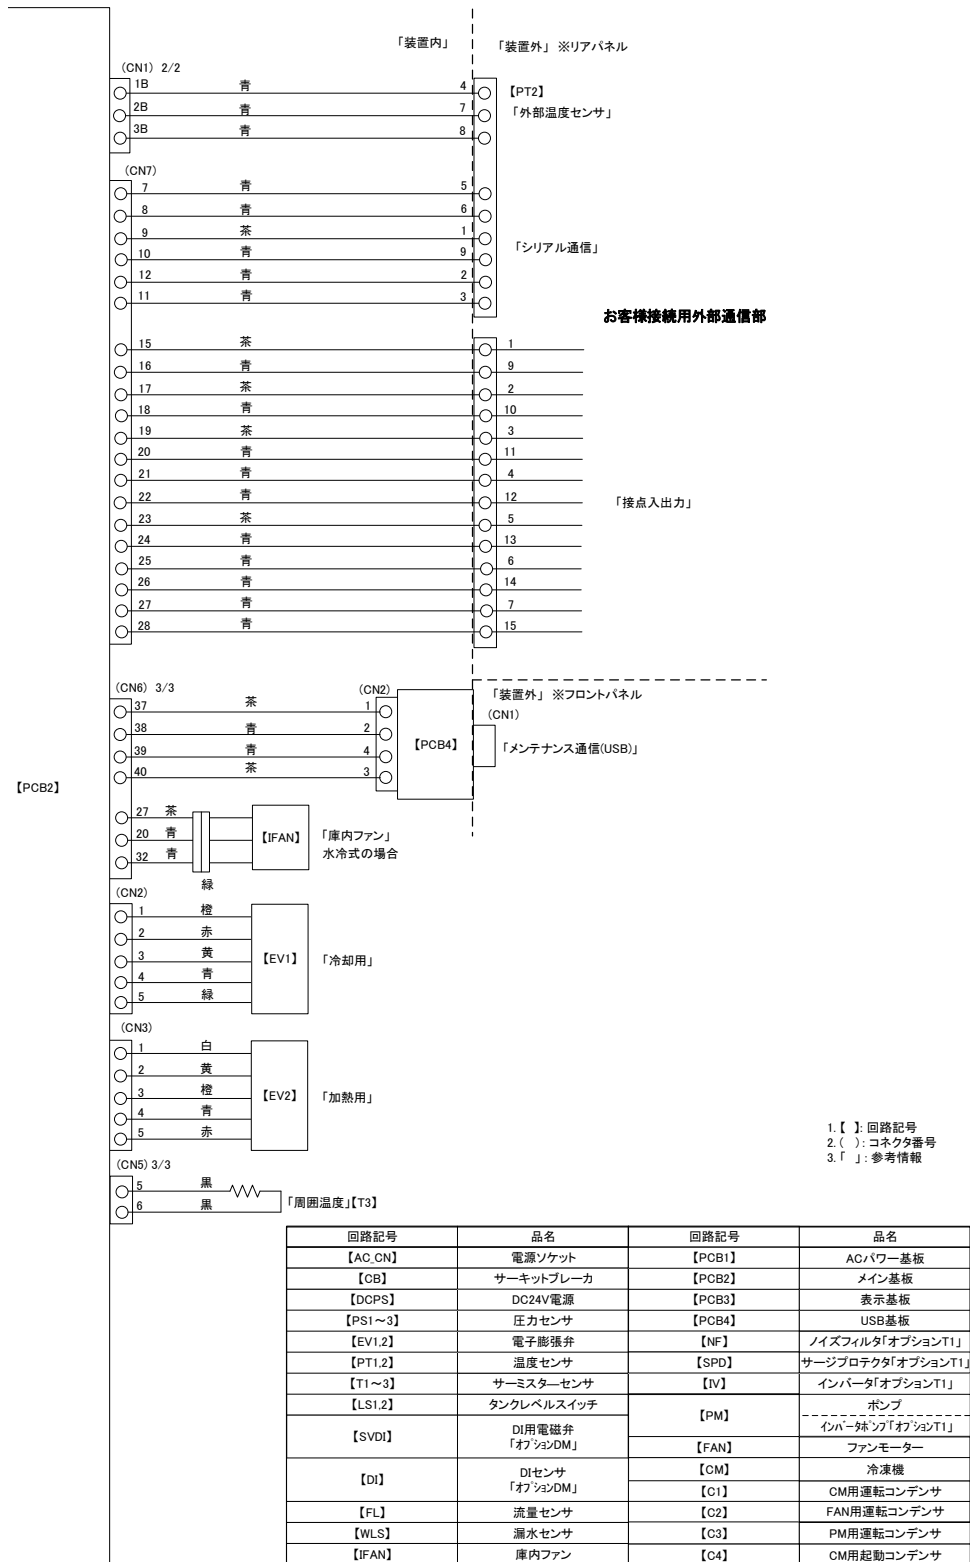 「装置内」 「装置外」 ※リアパネル
(CN1) 2/2
1B 青 4 【PT2】
2B 青 7 「外部温度センサ」
3B 青 8
(CN7)
7 青 5
8 青 6
9 茶 1 「シリアル通信」
10 青 9
12 青 2
11 青 3
お客様接続用外部通信部
15 茶 1
16 青 9
17 茶 2
18 青 10
19 茶 3
20 青 11
21 青 4
22 青 12 「接点入出力」
23 茶 5
24 青 13
25 青 6
26 青 14
27 青 7
28 青 15
(CN6) 3/3 (CN2) 「装置外」 ※フロントパネル
37 茶 1 (CN1)
38 青 2 【PCB4】 「メンテナンス通信(USB)」
39 青 4
40 茶 3
【PCB2】
27 茶
20 青 【IFAN】 「庫内ファン」
32 青 水冷式の場合
緑
(CN2)
1 橙
2 赤
3 黄 【EV1】 「冷却用」
4 青
5 緑
(CN3)
1 白
2 黄
3 橙 【EV2】 「加熱用」
4 青
5 赤
(CN5) 3/3
5 黒 「周囲温度」【T3】
6 黒
1.【 】: 回路記号
2.( ): コネクタ番号
3.「 」: 参考情報
回路記号 品名 回路記号 品名
【AC_CN】 電源ソケット 【PCB1】 ACパワー基板
【CB】 サーキットブレーカ 【PCB2】 メイン基板
【DCPS】 DC24V電源 【PCB3】 表示基板
【PS1～3】 圧力センサ 【PCB4】 USB基板
【EV1,2】 電子膨張弁 【NF】 ノイズフィルタ「オプションT1」
【PT1,2】 温度センサ 【SPD】 サージプロテクタ「オプションT1」
【T1～3】 サーミスターセンサ 【IV】 インバータ「オプションT1」
【LS1,2】 タンクレベルスイッチ 【PM】 ポンプ
インバータポンプ「オプションT1」
【SVDI】 DI用電磁弁
「オプションDM」 【FAN】 ファンモーター
【DI】 DIセンサ
「オプションDM」 【CM】 冷凍機
【C1】 CM用運転コンデンサ
【FL】 流量センサ 【C2】 FAN用運転コンデンサ
【WLS】 漏水センサ 【C3】 PM用運転コンデンサ
【IFAN】 庫内ファン 【C4】 CM用起動コンデンサ